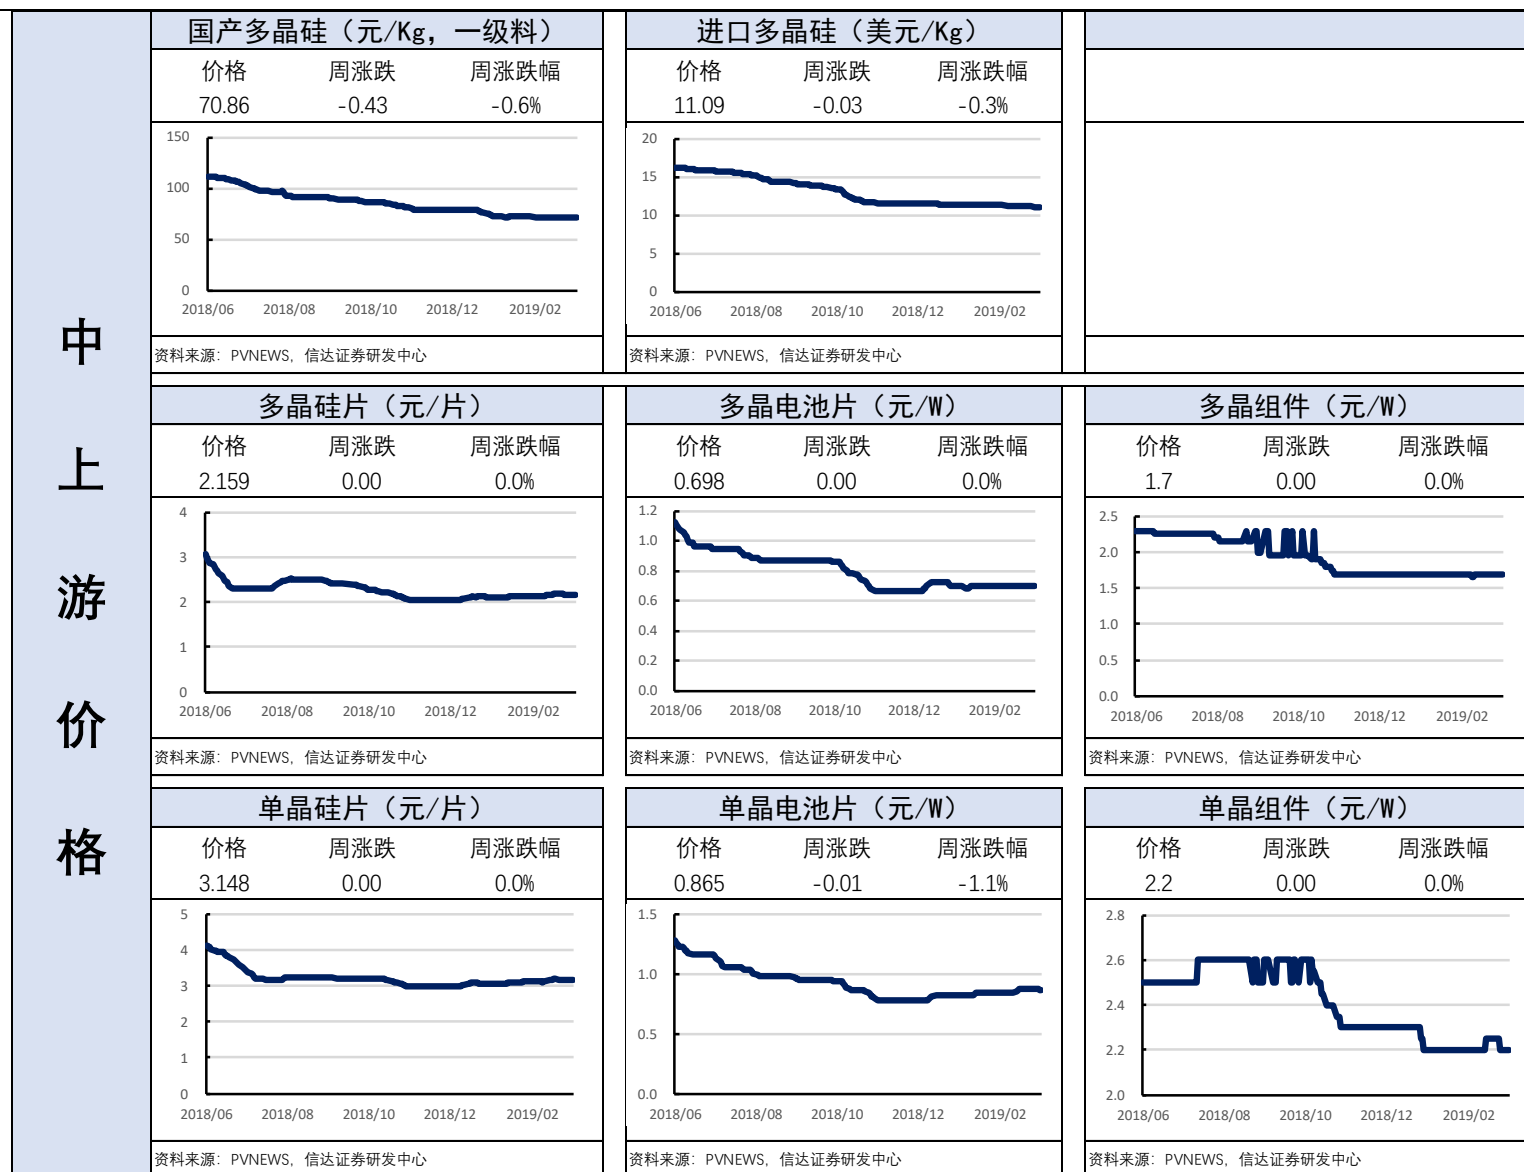 中
上
游
价
格
国产多晶硅（元/Kg，一级料）
价格 周涨跌 周涨跌幅
70.86 -0.43 -0.6%
150
100
50
0
2018/06 2018/08 2018/10 2018/12 2019/02
资料来源：PVNEWS，信达证券研发中心
进口多晶硅（美元/Kg）
价格 周涨跌 周涨跌幅
11.09 -0.03 -0.3%
20
15
10
5
0
2018/06 2018/08 2018/10 2018/12 2019/02
资料来源：PVNEWS，信达证券研发中心
多晶硅片（元/片）
价格 周涨跌 周涨跌幅
2.159 0.00 0.0%
4
3
2
1
0
2018/06 2018/08 2018/10 2018/12 2019/02
资料来源：PVNEWS，信达证券研发中心
多晶电池片（元/W）
价格 周涨跌 周涨跌幅
0.698 0.00 0.0%
1.2
1.0
0.8
0.6
0.4
0.2
0.0
2018/06 2018/08 2018/10 2018/12 2019/02
资料来源：PVNEWS，信达证券研发中心
多晶组件（元/W）
价格 周涨跌 周涨跌幅
1.7 0.00 0.0%
2.5
2.0
1.5
1.0
0.5
0.0
2018/06 2018/08 2018/10 2018/12 2019/02
资料来源：PVNEWS，信达证券研发中心
单晶硅片（元/片）
价格 周涨跌 周涨跌幅
3.148 0.00 0.0%
5
4
3
2
1
0
2018/06 2018/08 2018/10 2018/12 2019/02
资料来源：PVNEWS，信达证券研发中心
单晶电池片（元/W）
价格 周涨跌 周涨跌幅
0.865 -0.01 -1.1%
1.5
1.0
0.5
0.0
2018/06 2018/08 2018/10 2018/12 2019/02
资料来源：PVNEWS，信达证券研发中心
单晶组件（元/W）
价格 周涨跌 周涨跌幅
2.2 0.00 0.0%
2.8
2.6
2.4
2.2
2.0
2018/06 2018/08 2018/10 2018/12 2019/02
资料来源：PVNEWS，信达证券研发中心